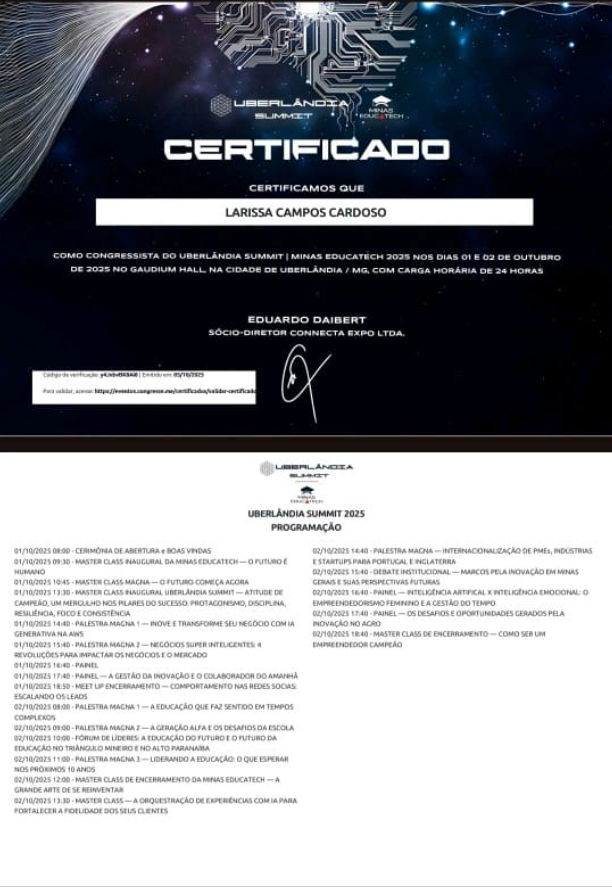 UBERLÂNDIA
SUMMIT
MINAS
EDUCATECH
CERTIFICADO
CERTIFICAMOS QUE
LARISSA CAMPOS CARDOSO
COMO CONGRESSISTA DO UBERLÂNDIA SUMMIT | MINAS EDUCATECH 2025 NOS DIAS 01 E 02 DE OUTUBRO
DE 2025 NO GAUDIUM HALL, NA CIDADE DE UBERLÂNDIA / MG, COM CARGA HORÁRIA DE 24 HORAS
EDUARDO DAIBERT
SÓCIO-DIRETOR CONNECTA EXPO LTDA.
Código de verificação: | Emitido em: 05/10/2025
Para validar, acesse: https://eventos.congresse.me/certificados/validar-certificado
UBERLÂNDIA
SUMMIT
MINAS
EDUCATECH
UBERLÂNDIA SUMMIT 2025
PROGRAMAÇÃO
01/10/2025 08:00 - CERIMÔNIA DE ABERTURA e BOAS VINDAS
01/10/2025 09:30 - MASTER CLASS INAUGURAL DA MINAS EDUCATECH — O FUTURO É
HUMANO
01/10/2025 10:45 - MASTER CLASS MAGNA — O FUTURO COMEÇA AGORA
01/10/2025 13:30 - MASTER CLASS INAUGURAL UBERLÂNDIA SUMMIT — ATITUDE DE
CAMPEÃO, UM MERGULHO NOS PILARES DO SUCESSO: PROTAGONISMO, DISCIPLINA,
RESILIÊNCIA, FOCO E CONSISTÊNCIA
01/10/2025 14:40 - PALESTRA MAGNA 1 — INOVE E TRANSFORME SEU NEGÓCIO COM IA
GENERATIVA NA AWS
01/10/2025 15:40 - PALESTRA MAGNA 2 — NEGÓCIOS SUPER INTELIGENTES: 4
REVOLUÇÕES PARA IMPACTAR OS NEGÓCIOS E O MERCADO
01/10/2025 16:40 - PAINEL
01/10/2025 17:40 - PAINEL — A GESTÃO DA INOVAÇÃO E O COLABORADOR DO AMANHÃ
01/10/2025 18:50 - MEET UP ENCERRAMENTO — COMPORTAMENTO NAS REDES SOCIAS:
ESCALANDO OS LEADS
02/10/2025 08:00 - PALESTRA MAGNA 1 — A EDUCAÇÃO QUE FAZ SENTIDO EM TEMPOS
COMPLEXOS
02/10/2025 09:00 - PALESTRA MAGNA 2 — A GERAÇÃO ALFA E OS DESAFIOS DA ESCOLA
02/10/2025 10:00 - FÓRUM DE LÍDERES: A EDUCAÇÃO DO FUTURO E O FUTURO DA
EDUCAÇÃO NO TRIÂNGULO MINEIRO E NO ALTO PARANAÍBA
02/10/2025 11:00 - PALESTRA MAGNA 3 — LIDERANDO A EDUCAÇÃO: O QUE ESPERAR
NOS PRÓXIMOS 10 ANOS
02/10/2025 12:00 - MASTER CLASS DE ENCERRAMENTO DA MINAS EDUCATECH — A
GRANDE ARTE DE SE REINVENTAR
02/10/2025 13:30 - MASTER CLASS — A ORQUESTRAÇÃO DE EXPERIÊNCIAS COM IA PARA
FORTALECER A FIDELIDADE DOS SEUS CLIENTES
02/10/2025 14:40 - PALESTRA MAGNA — INTERNACIONALIZAÇÃO DE PMEs, INDÚSTRIAS
E STARTUPS PARA PORTUGAL E INGLATERRA
02/10/2025 15:40 - DEBATE INSTITUCIONAL — MARCOS PELA INOVAÇÃO EM MINAS
GERAIS E SUAS PERSPECTIVAS FUTURAS
02/10/2025 16:40 - PAINEL — INTELIGÊNCIA ARTIFICAL X INTELIGÊNCIA EMOCIONAL: O
EMPREENDEDORISMO FEMININO E A GESTÃO DO TEMPO
02/10/2025 17:40 - PAINEL — OS DESAFIOS E OPORTUNIDADES GERADOS PELA
INOVAÇÃO NO AGRO
02/10/2025 18:40 - MASTER CLASS DE ENCERRAMENTO — COMO SER UM
EMPREENDEDOR CAMPEÃO